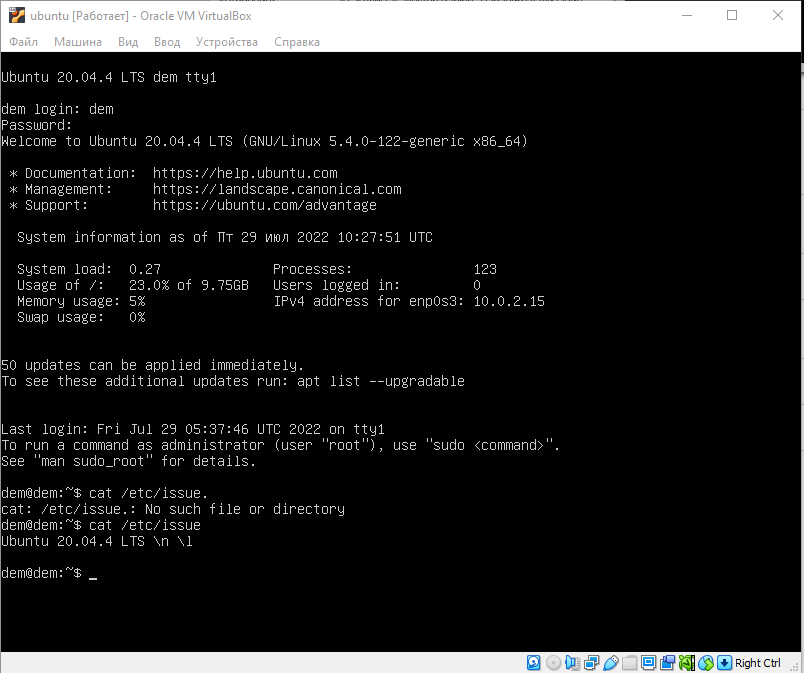 ubuntu [Работает] - Oracle VM VirtualBox
Файл Машина Вид Ввод Устройства Справка
Ubuntu 20.04.4 LTS dem tty1
dem login: dem
Password:
Welcome to Ubuntu 20.04.4 LTS (GNU/Linux 5.4.0-122-generic x86_64)
* Documentation: https://help.ubuntu.com
* Management: https://landscape.canonical.com
* Support: https://ubuntu.com/advantage
System information as of Пт 29 июл 2022 10:27:51 UTC
System load: 0.27 Processes: 123
Usage of /: 23.0% of 9.75GB Users logged in: 0
Memory usage: 5% IPv4 address for enp0s3: 10.0.2.15
Swap usage: 0%
50 updates can be applied immediately.
To see these additional updates run: apt list --upgradable
Last login: Fri Jul 29 05:37:46 UTC 2022 on tty1
To run a command as administrator (user "root"), use "sudo <command>".
See "man sudo_root" for details.
dem@dem:~$ cat /etc/issue.
cat: /etc/issue.: No such file or directory
dem@dem:~$ cat /etc/issue
Ubuntu 20.04.4 LTS \n \l
dem@dem:~$ _
Right Ctrl